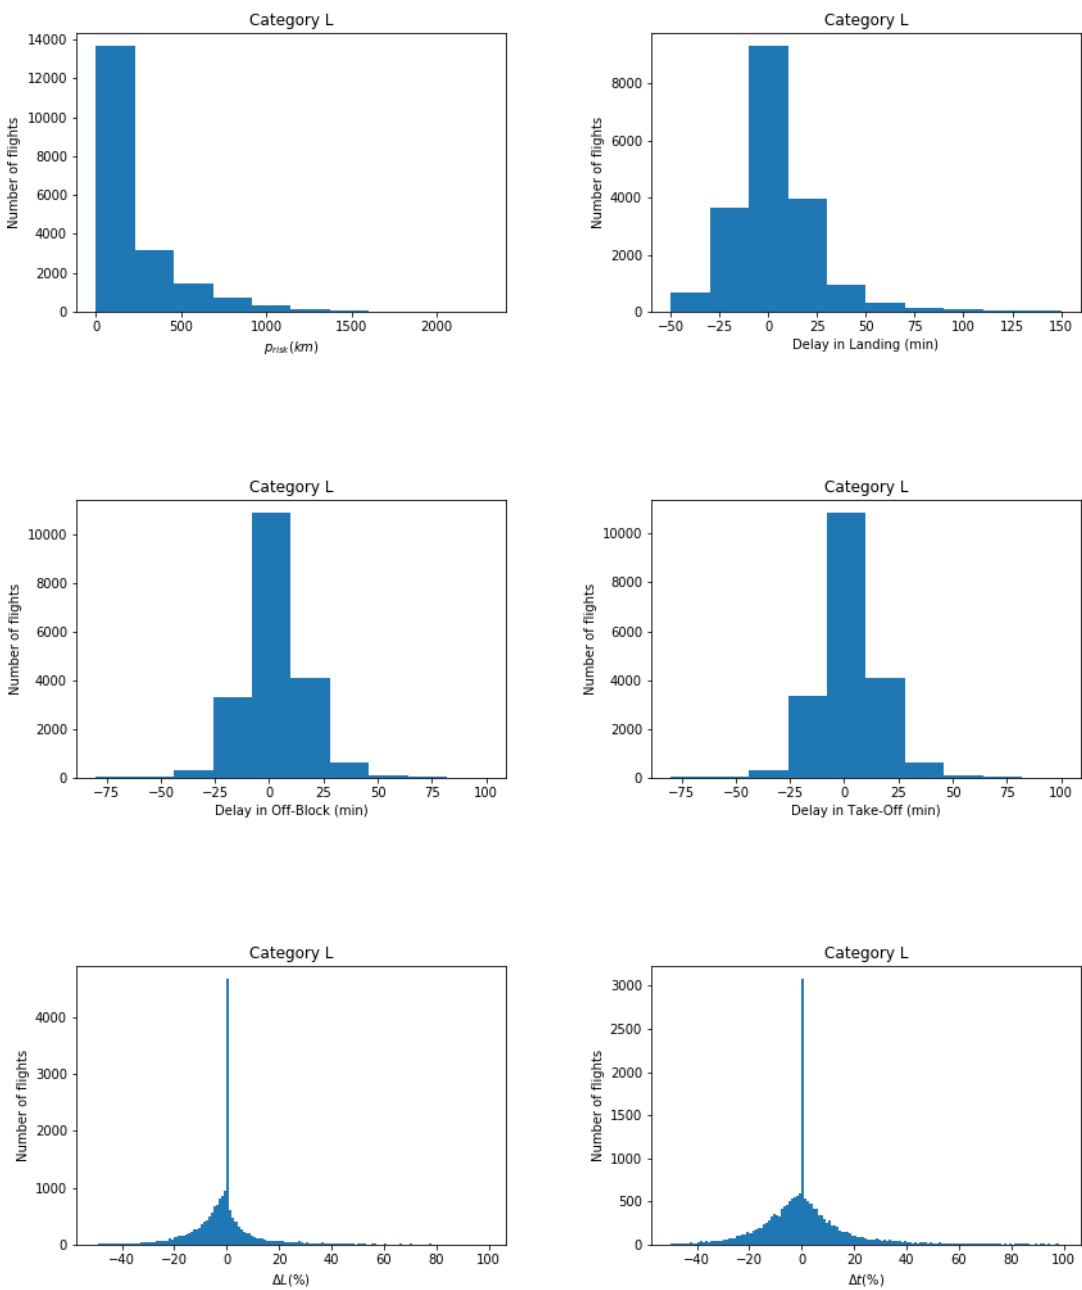 Category L
Number of flights
14000
12000
10000
8000
6000
4000
2000
0
0 500 1000 1500 2000
p_risk(km)
Category L
Number of flights
8000
6000
4000
2000
0
−50 −25 0 25 50 75 100 125 150
Delay in Landing (min)
Category L
Number of flights
10000
8000
6000
4000
2000
0
−75 −50 −25 0 25 50 75 100
Delay in Off-Block (min)
Category L
Number of flights
10000
8000
6000
4000
2000
0
−75 −50 −25 0 25 50 75 100
Delay in Take-Off (min)
Category L
Number of flights
4000
3000
2000
1000
0
−40 −20 0 20 40 60 80 100
ΔL(%)
Category L
Number of flights
3000
2500
2000
1500
1000
500
0
−40 −20 0 20 40 60 80 100
Δt(%)